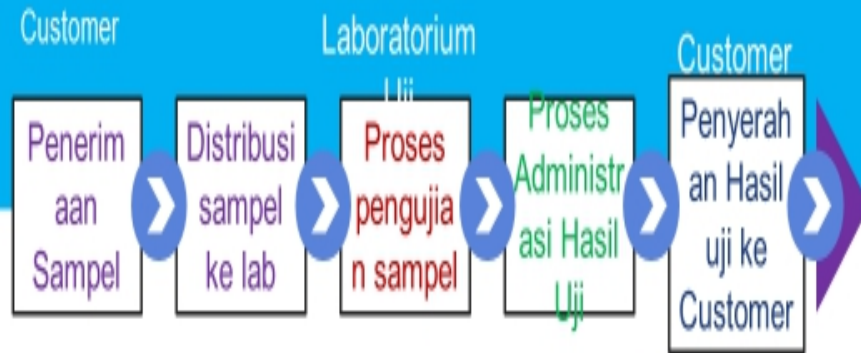 Customer
Laboratorium
Uji
Customer
Penerim
aan
Sampel
Distribusi
sampel
ke lab
Proses
pengujia
n sampel
Proses
Administr
asi Hasil
Uji
Penyerah
an Hasil
uji ke
Customer